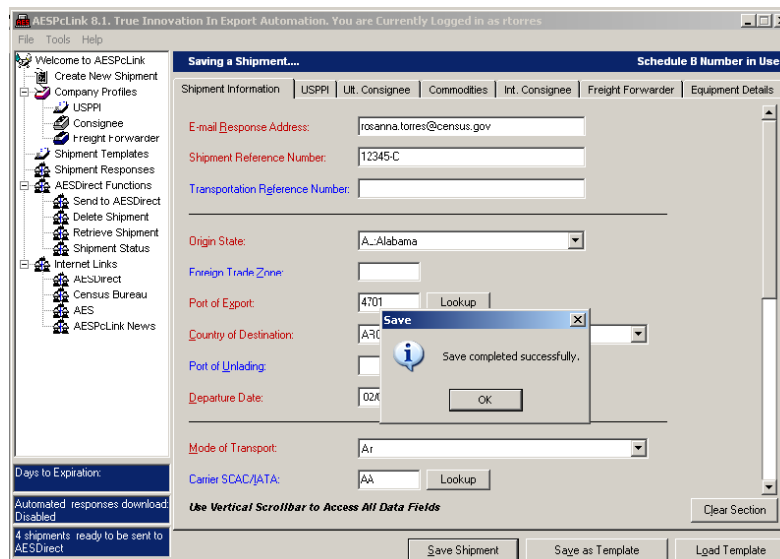 AESPcLink 8.1. True Innovation In Export Automation. You are Currently Logged in as rtorres
File Tools Help
Welcome to AESPcLink
Create New Shipment
Company Profiles
USPPI
Consignee
Freight Forwarder
Shipment Templates
Shipment Responses
AESDirect Functions
Send to AESDirect
Delete Shipment
Retrieve Shipment
Shipment Status
Internet Links
AESDirect
Census Bureau
AES
AESPcLink News
Days to Expiration:
Automated responses download:
Disabled
4 shipments ready to be sent to
AESDirect
Saving a Shipment.... Schedule B Number in Use
Shipment Information USPPI Ult. Consignee Commodities Int. Consignee Freight Forwarder Equipment Details
E-mail Response Address: rosanna.torres@census.gov
Shipment Reference Number: 12345-C
Transportation Reference Number:
Origin State: AL:Alabama
Foreign Trade Zone:
Port of Export: 4701 Lookup
Country of Destination:
Port of Unlading:
Departure Date: 02/
Save
Save completed successfully.
OK
Mode of Transport: Air
Carrier SCAC/IATA: AA Lookup
Use Vertical Scrollbar to Access All Data Fields
Clear Section
Save Shipment Save as Template Load Template